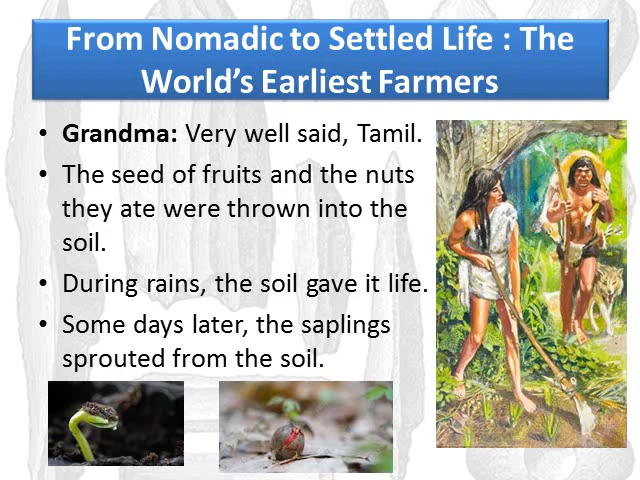 From Nomadic to Settled Life : The
World's Earliest Farmers
• Grandma: Very well said, Tamil.
• The seed of fruits and the nuts
they ate were thrown into the
soil.
• During rains, the soil gave it life.
• Some days later, the saplings
sprouted from the soil.